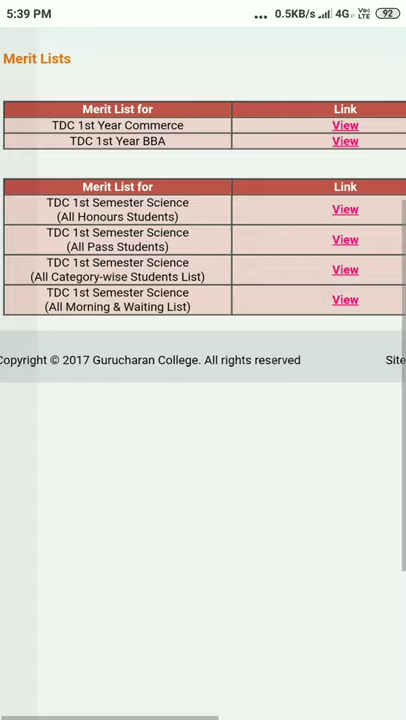 5:39 PM ... 0.5KB/s 4G Vo) LTE 92
Merit Lists
Merit List for Link
TDC 1st Year Commerce View
TDC 1st Year BBA View
Merit List for Link
TDC 1st Semester Science
(All Honours Students) View
TDC 1st Semester Science
(All Pass Students) View
TDC 1st Semester Science
(All Category-wise Students List) View
TDC 1st Semester Science
(All Morning & Waiting List) View
Copyright © 2017 Gurucharan College. All rights reserved Site